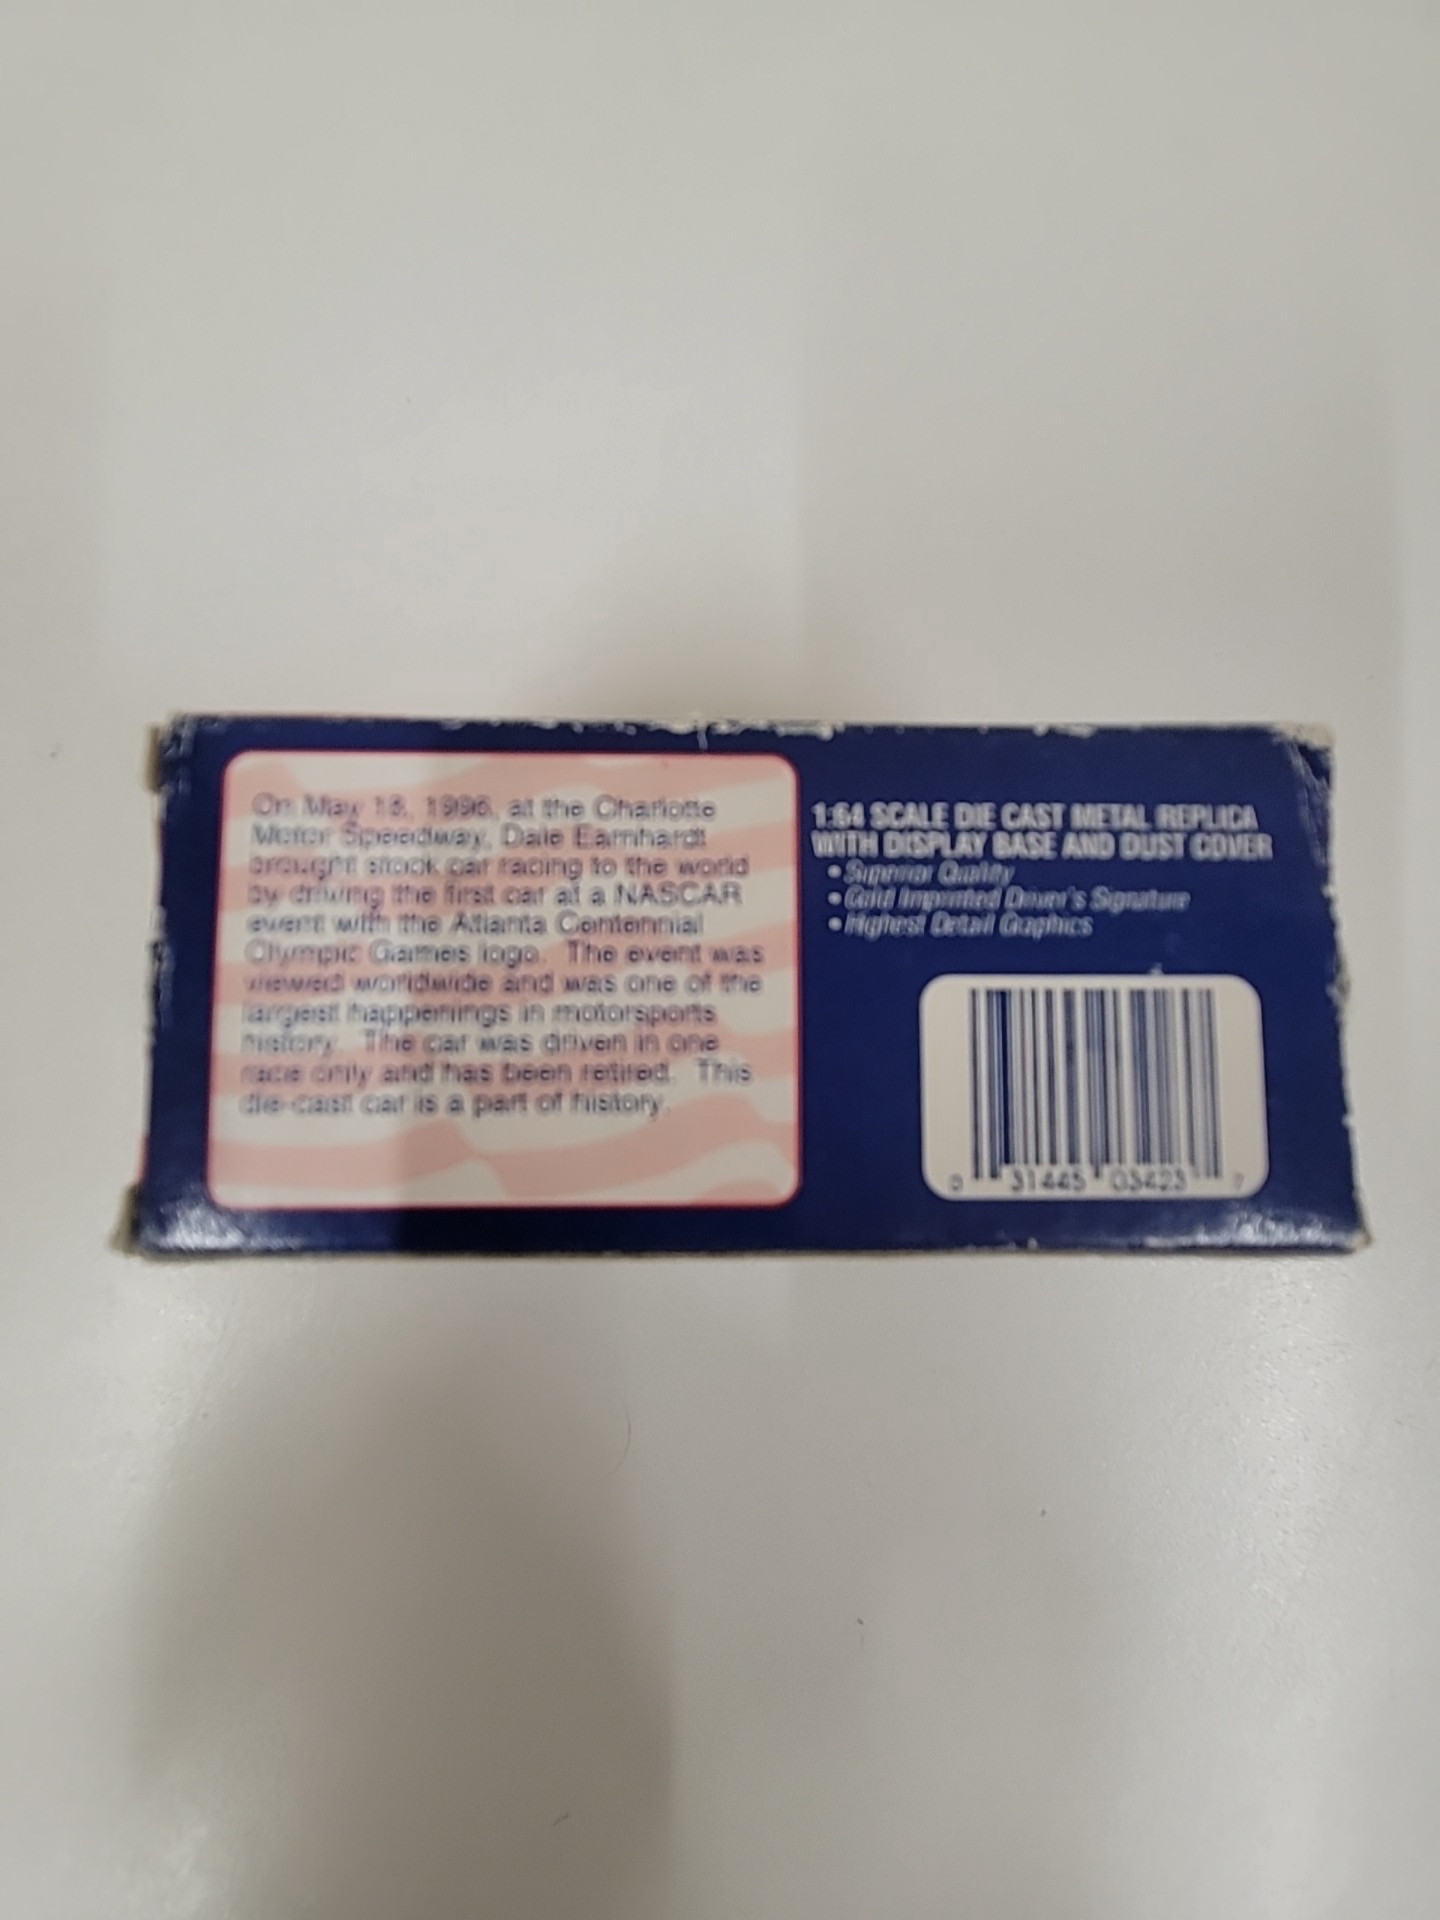 On May 18, 1996, at the Charlotte
Motor Speedway, Dale Earnhardt
brought stock car racing to the world
by driving the first car at a NASCAR
event with the Atlanta Centennial
Olympic Games logo. The event was
viewed worldwide and was one of the
largest happenings in motorsports
history. The car was driven in one
race only and has been retired. This
die-cast car is a part of history.
1:64 SCALE DIE CAST METAL REPLICA
WITH DISPLAY BASE AND DUST COVER
• Superior Quality
• Gold Imprinted Driver's Signature
• Highest Detail Graphics
0 31445 03423 7